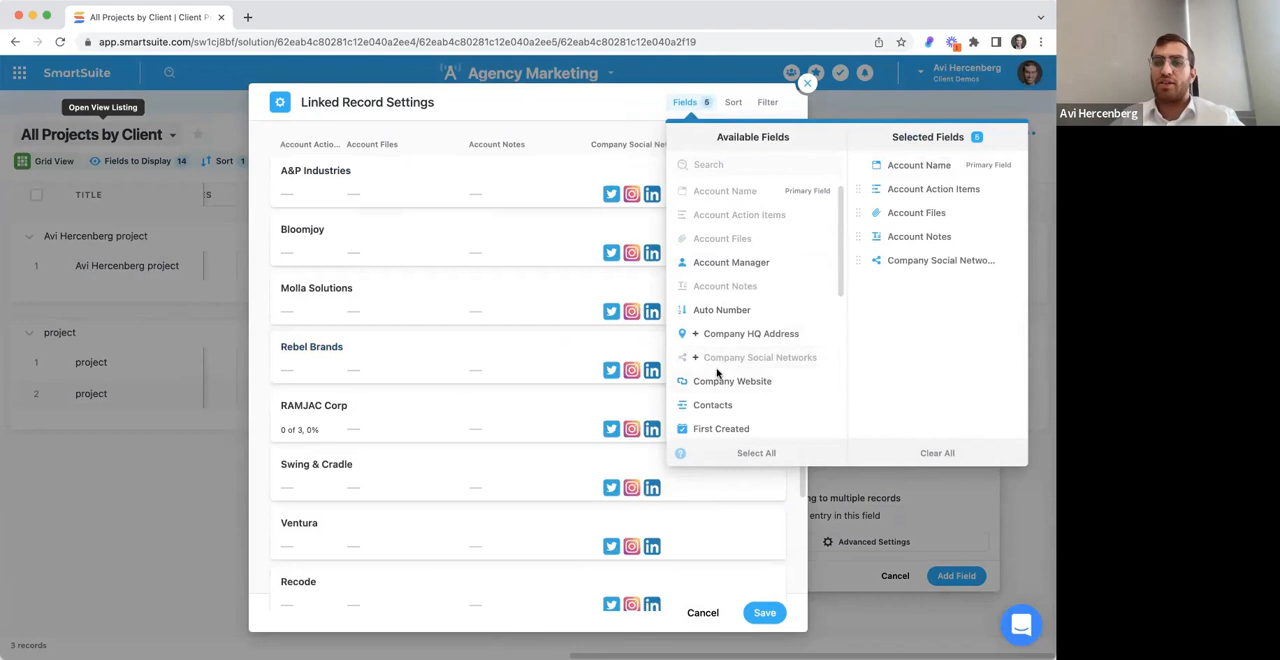 All Projects by Client | Client P
app.smartsuite.com/sw1cj8bf/solution/62eab4c80281c12e040a2ee4/62eab4c80281c12e040a2ee5/62eab4c80281c12e040a2f19
SmartSuite
Agency Marketing
Avi Hercenberg
Client Demos
Open View Listing
All Projects by Client
Grid View
Fields to Display 14
Sort 1
TITLE
S
Avi Hercenberg project
1 Avi Hercenberg project
project
1 project
2 project
3 records
Linked Record Settings
Fields 5
Sort
Filter
Account Actio...
Account Files
Account Notes
Company Social Net
A&P Industries
Bloomjoy
Molla Solutions
Rebel Brands
RAMJAC Corp
0 of 3, 0%
Swing & Cradle
Ventura
Recode
Cancel
Save
Available Fields
Search
Account Name Primary Field
Account Action Items
Account Files
Account Manager
Account Notes
Auto Number
+ Company HQ Address
+ Company Social Networks
Company Website
Contacts
First Created
Select All
Selected Fields 5
Account Name Primary Field
Account Action Items
Account Files
Account Notes
Company Social Netwo...
Clear All
ng to multiple records
entry in this field
Advanced Settings
Cancel
Add Field
Avi Hercenberg